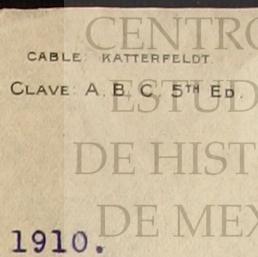 CENTRO
CABLE: KATTERFELDT.
CLAVE: A. B. C. 5TH ED.
ESTUD
DE HIST
DE MEX
1910.